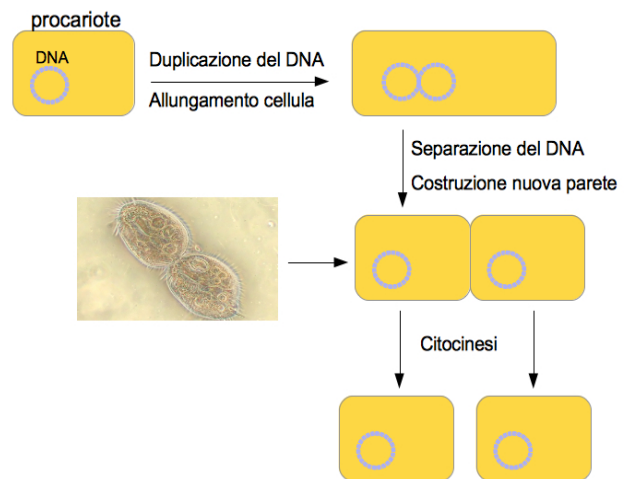 procariote
DNA
Duplicazione del DNA
Allungamento cellula
Separazione del DNA
Costruzione nuova parete
Citocinesi